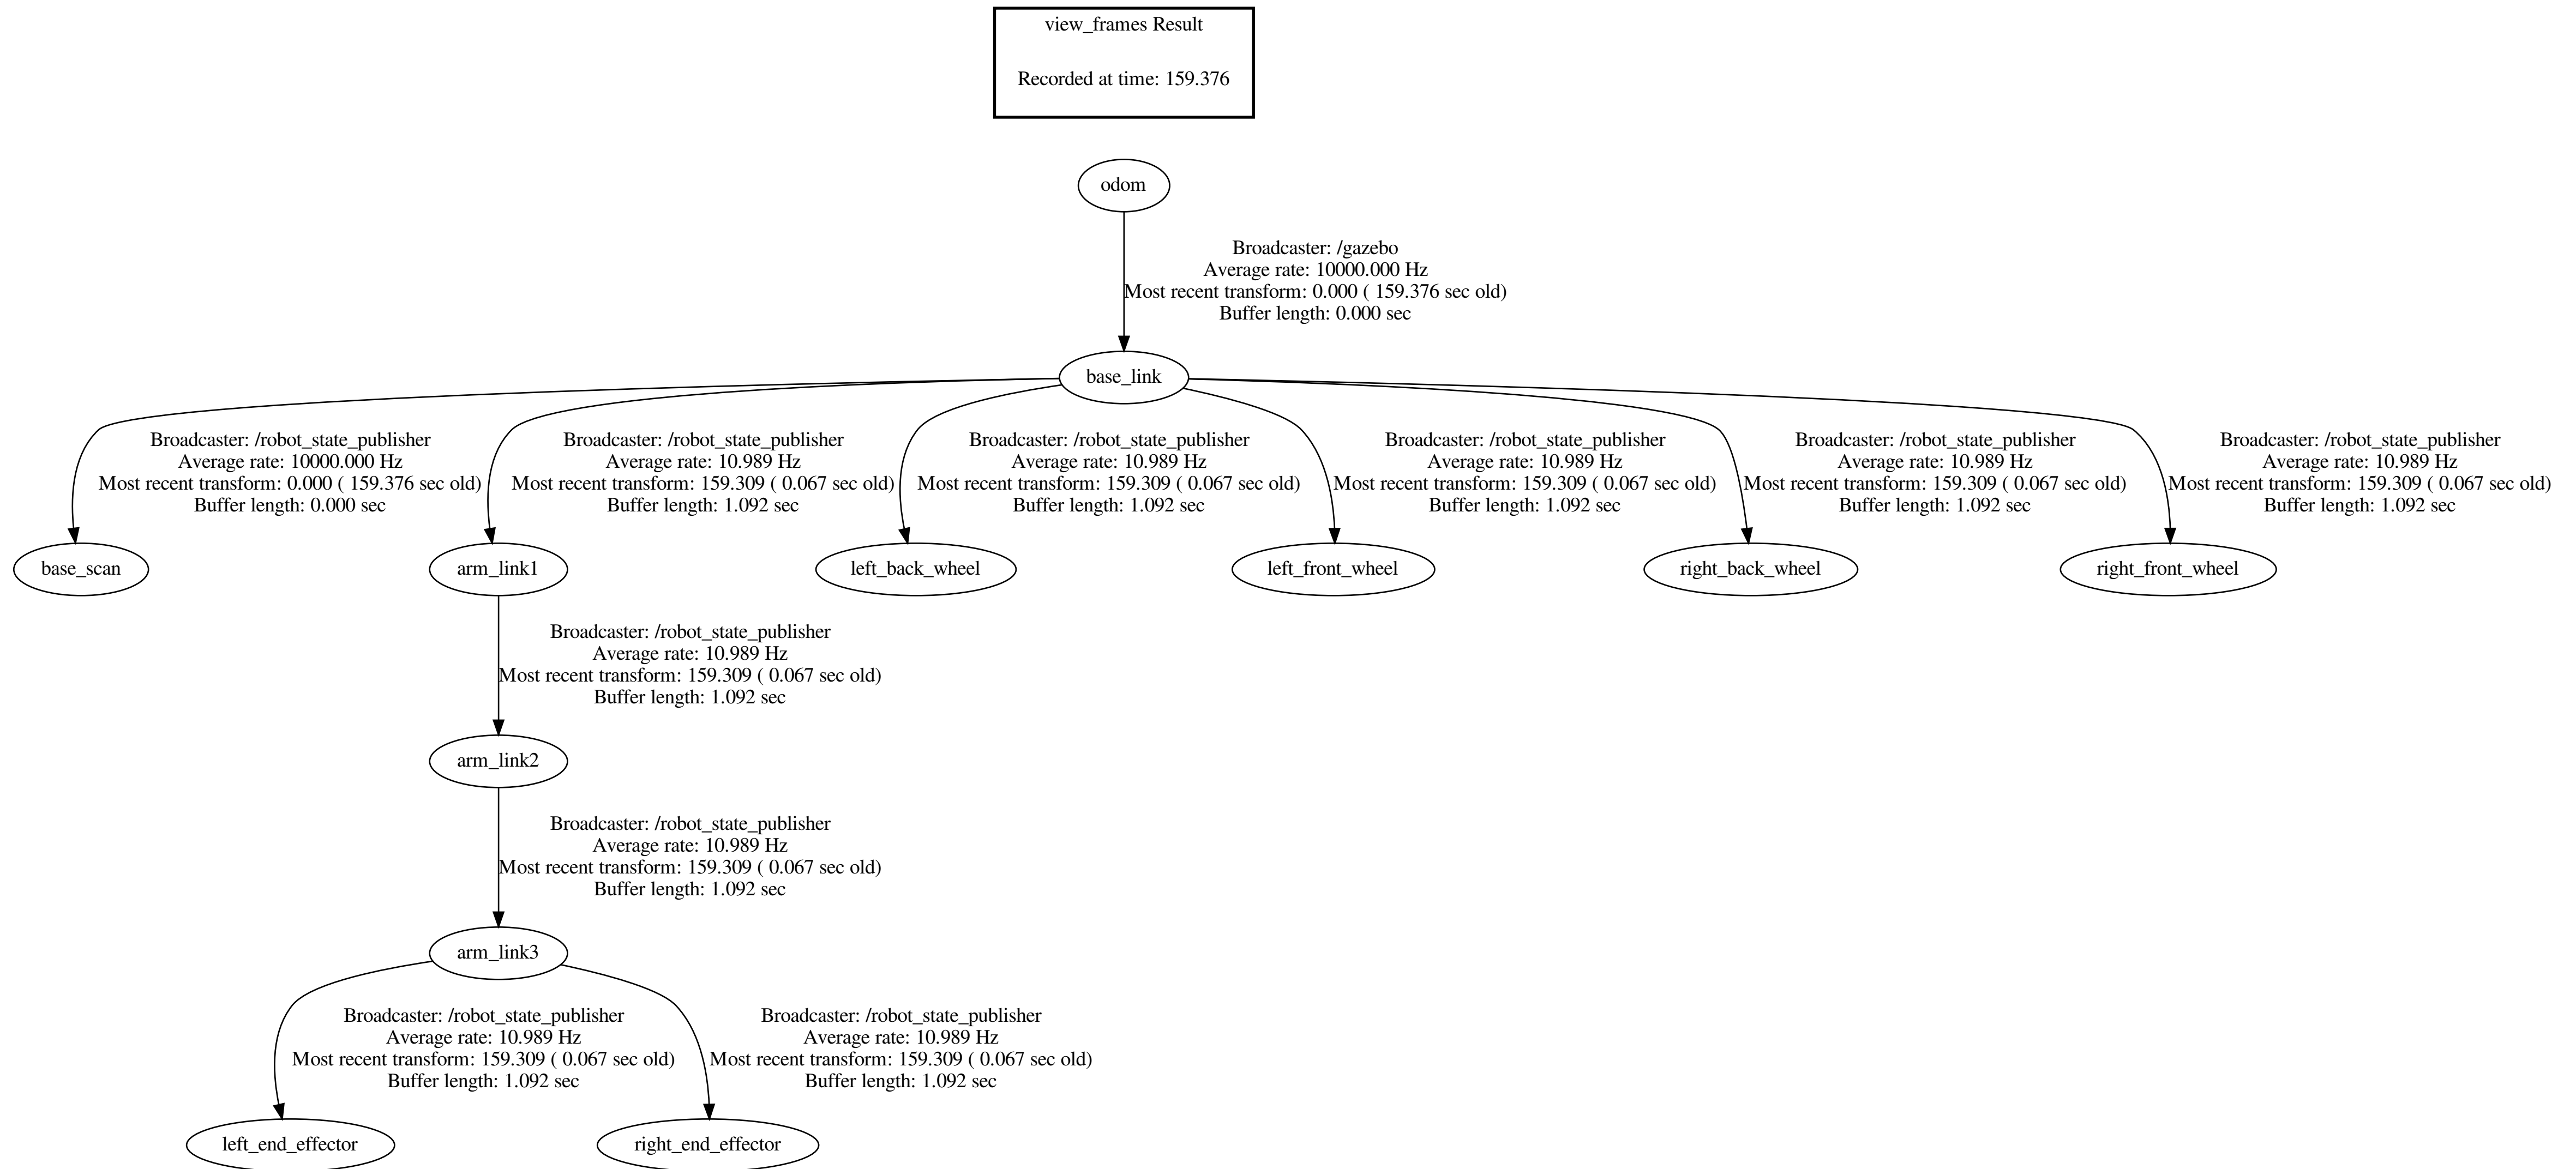 view_frames Result
Recorded at time: 159.376
odom
Broadcaster: /gazebo
Average rate: 10000.000 Hz
Most recent transform: 0.000 ( 159.376 sec old)
Buffer length: 0.000 sec
base_link
Broadcaster: /robot_state_publisher
Average rate: 10000.000 Hz
Most recent transform: 0.000 ( 159.376 sec old)
Buffer length: 0.000 sec
Broadcaster: /robot_state_publisher
Average rate: 10.989 Hz
Most recent transform: 159.309 ( 0.067 sec old)
Buffer length: 1.092 sec
Broadcaster: /robot_state_publisher
Average rate: 10.989 Hz
Most recent transform: 159.309 ( 0.067 sec old)
Buffer length: 1.092 sec
Broadcaster: /robot_state_publisher
Average rate: 10.989 Hz
Most recent transform: 159.309 ( 0.067 sec old)
Buffer length: 1.092 sec
Broadcaster: /robot_state_publisher
Average rate: 10.989 Hz
Most recent transform: 159.309 ( 0.067 sec old)
Buffer length: 1.092 sec
Broadcaster: /robot_state_publisher
Average rate: 10.989 Hz
Most recent transform: 159.309 ( 0.067 sec old)
Buffer length: 1.092 sec
base_scan
arm_link1
left_back_wheel
left_front_wheel
right_back_wheel
right_front_wheel
Broadcaster: /robot_state_publisher
Average rate: 10.989 Hz
Most recent transform: 159.309 ( 0.067 sec old)
Buffer length: 1.092 sec
arm_link2
Broadcaster: /robot_state_publisher
Average rate: 10.989 Hz
Most recent transform: 159.309 ( 0.067 sec old)
Buffer length: 1.092 sec
arm_link3
Broadcaster: /robot_state_publisher
Average rate: 10.989 Hz
Most recent transform: 159.309 ( 0.067 sec old)
Buffer length: 1.092 sec
Broadcaster: /robot_state_publisher
Average rate: 10.989 Hz
Most recent transform: 159.309 ( 0.067 sec old)
Buffer length: 1.092 sec
left_end_effector
right_end_effector